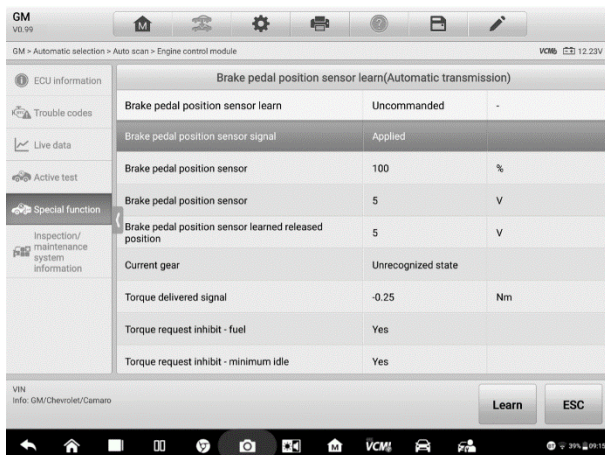 GM
V0.99
GM > Automatic selection > Auto scan > Engine control module
VCMI 12.23V
ECU information
Trouble codes
Live data
Active test
Special function
Inspection/
maintenance
system
information
Brake pedal position sensor learn(Automatic transmission)
Brake pedal position sensor learn Uncommanded -
Brake pedal position sensor signal Applied
Brake pedal position sensor 100 %
Brake pedal position sensor 5 V
Brake pedal position sensor learned released
position 5 V
Current gear Unrecognized state
Torque delivered signal -0.25 Nm
Torque request inhibit - fuel Yes
Torque request inhibit - minimum idle Yes
VIN
Info: GM/Chevrolet/Camaro
Learn ESC
VCMI
39% 09:15